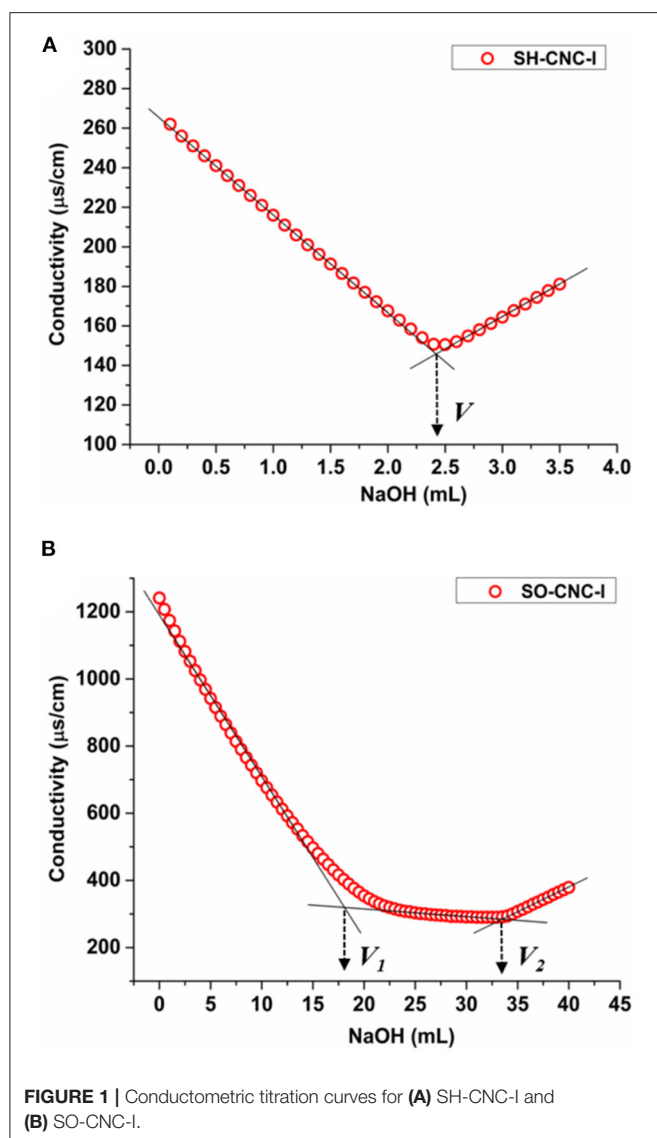 A
SH-CNC-I
300
280
260
240
220
200
180
160
140
120
100
Conductivity (μs/cm)
V
0.0 0.5 1.0 1.5 2.0 2.5 3.0 3.5 4.0
NaOH (mL)
B
SO-CNC-I
1200
1000
800
600
400
200
Conductivity (μs/cm)
V1 V2
0 5 10 15 20 25 30 35 40 45
NaOH (mL)
FIGURE 1 | Conductometric titration curves for (A) SH-CNC-I and
(B) SO-CNC-I.